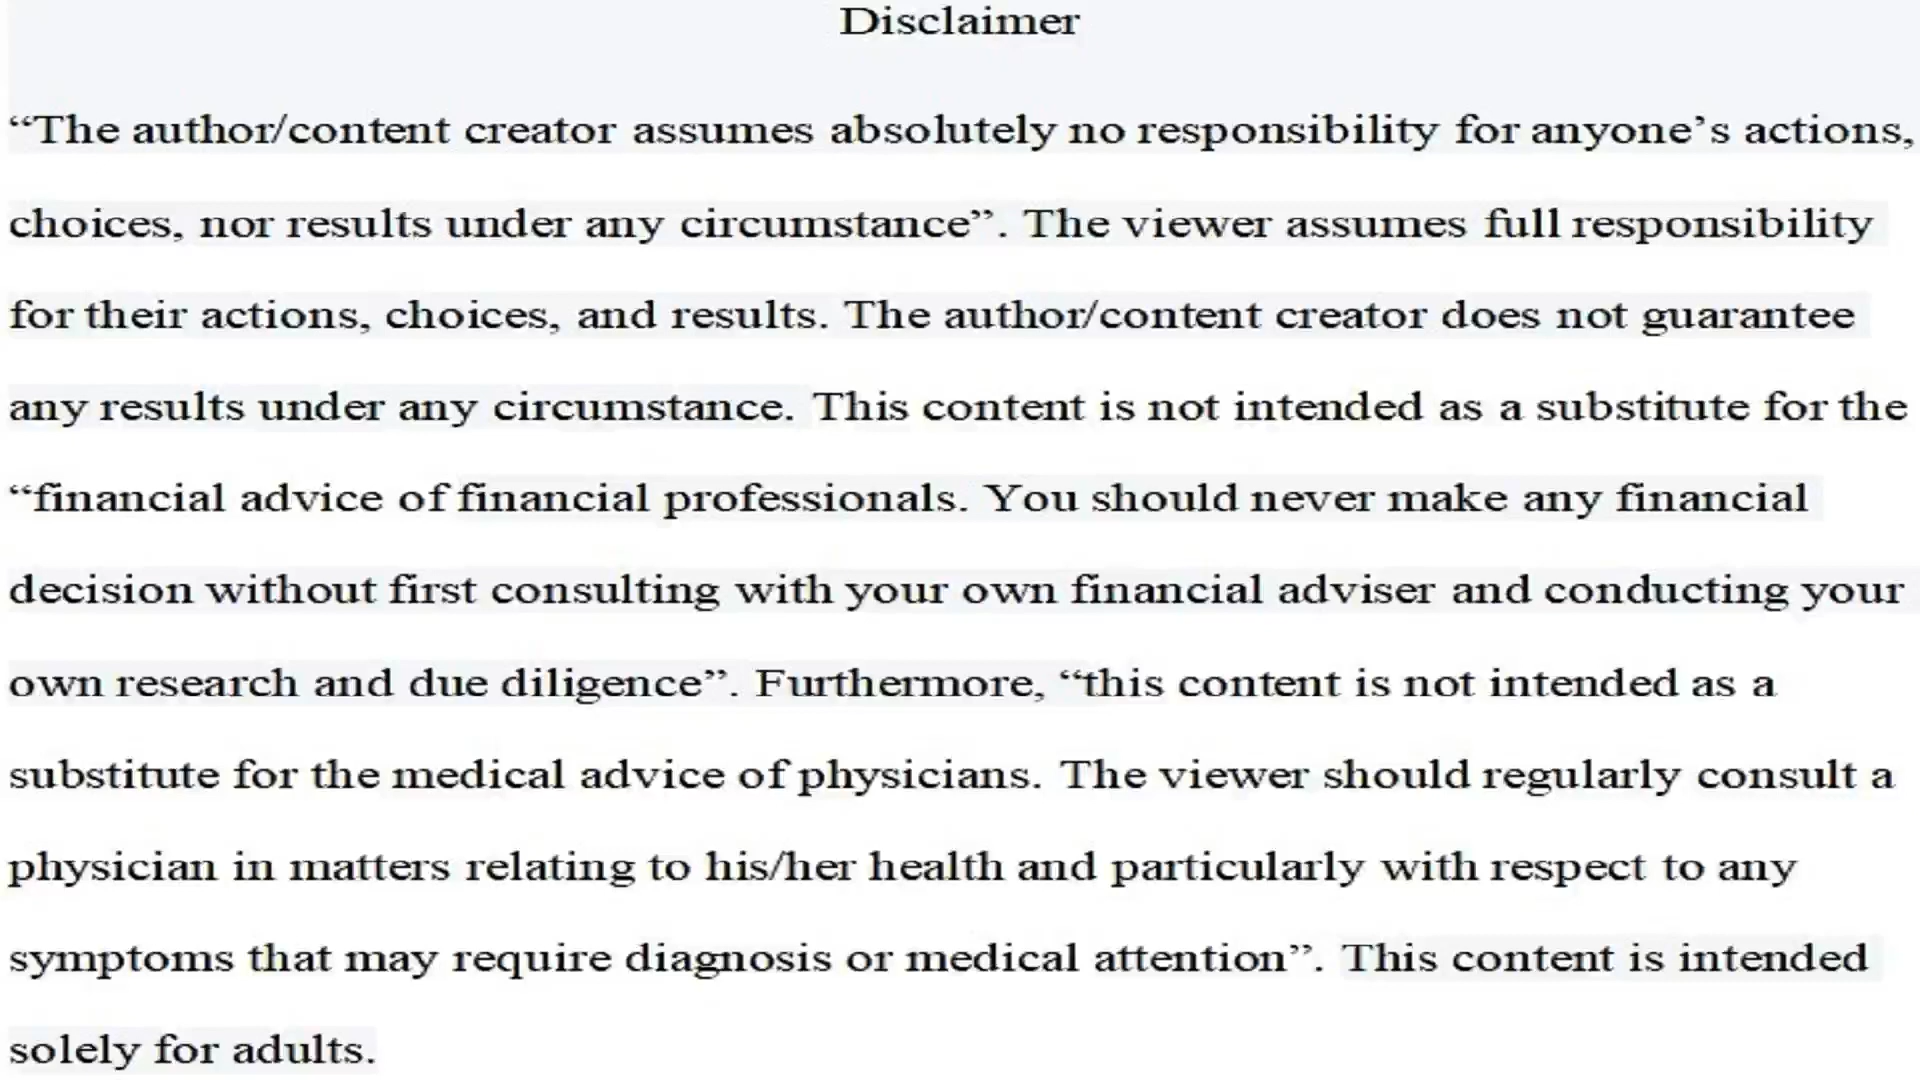 Disclaimer
“The author/content creator assumes absolutely no responsibility for anyone’s actions,
choices, nor results under any circumstance”. The viewer assumes full responsibility
for their actions, choices, and results. The author/content creator does not guarantee
any results under any circumstance. This content is not intended as a substitute for the
“financial advice of financial professionals. You should never make any financial
decision without first consulting with your own financial adviser and conducting your
own research and due diligence”. Furthermore, “this content is not intended as a
substitute for the medical advice of physicians. The viewer should regularly consult a
physician in matters relating to his/her health and particularly with respect to any
symptoms that may require diagnosis or medical attention”. This content is intended
solely for adults.